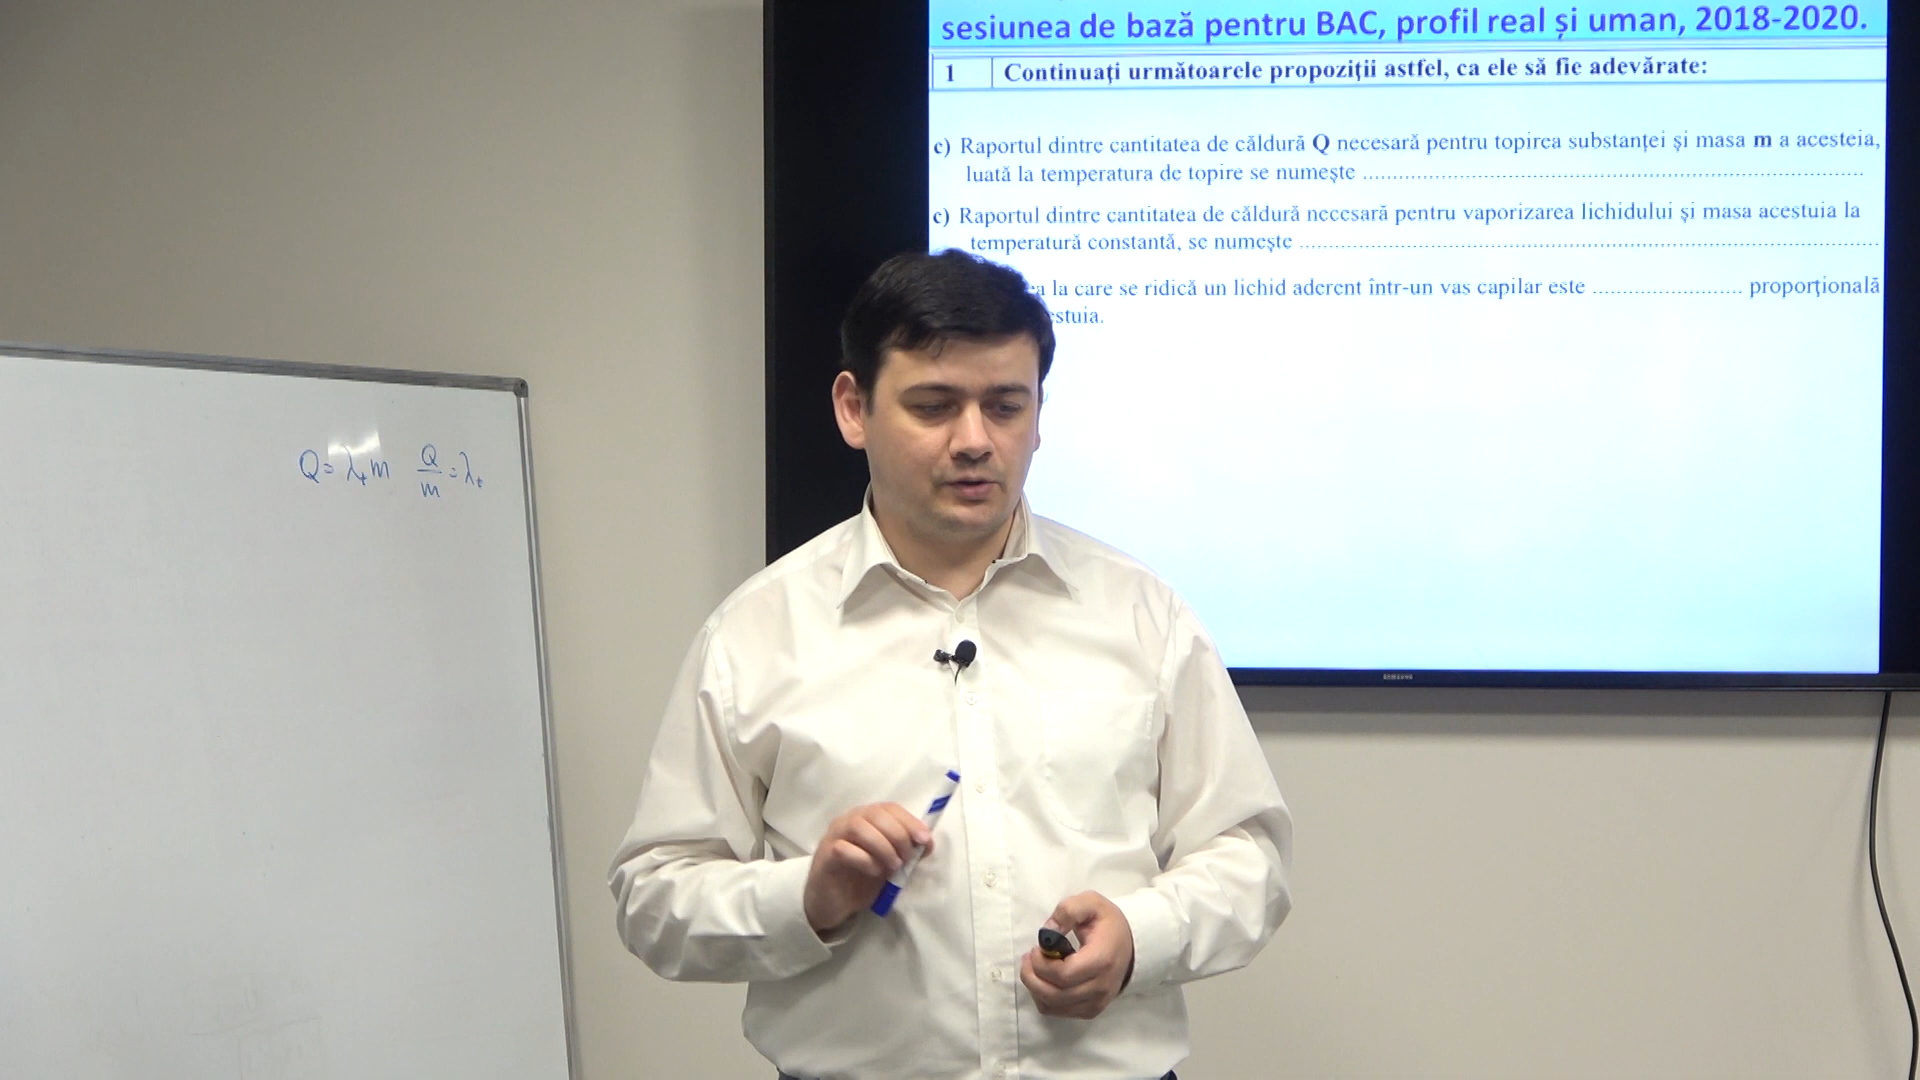 sesiunea de bază pentru BAC, profil real și uman, 2018-2020.
1 Continuați următoarele propoziții astfel, ca ele să fie adevărate:
c) Raportul dintre cantitatea de căldură Q necesară pentru topirea substanței și masa m a acesteia,
luată la temperatura de topire se numește ....................................................................................
c) Raportul dintre cantitatea de căldură necesară pentru vaporizarea lichidului și masa acestuia la
temperatură constantă, se numește .................................................................................................
la care se ridică un lichid aderent într-un vas capilar este ......................... proporțională
Q = λₜ m Q/m = λₜ
SAMSUNG